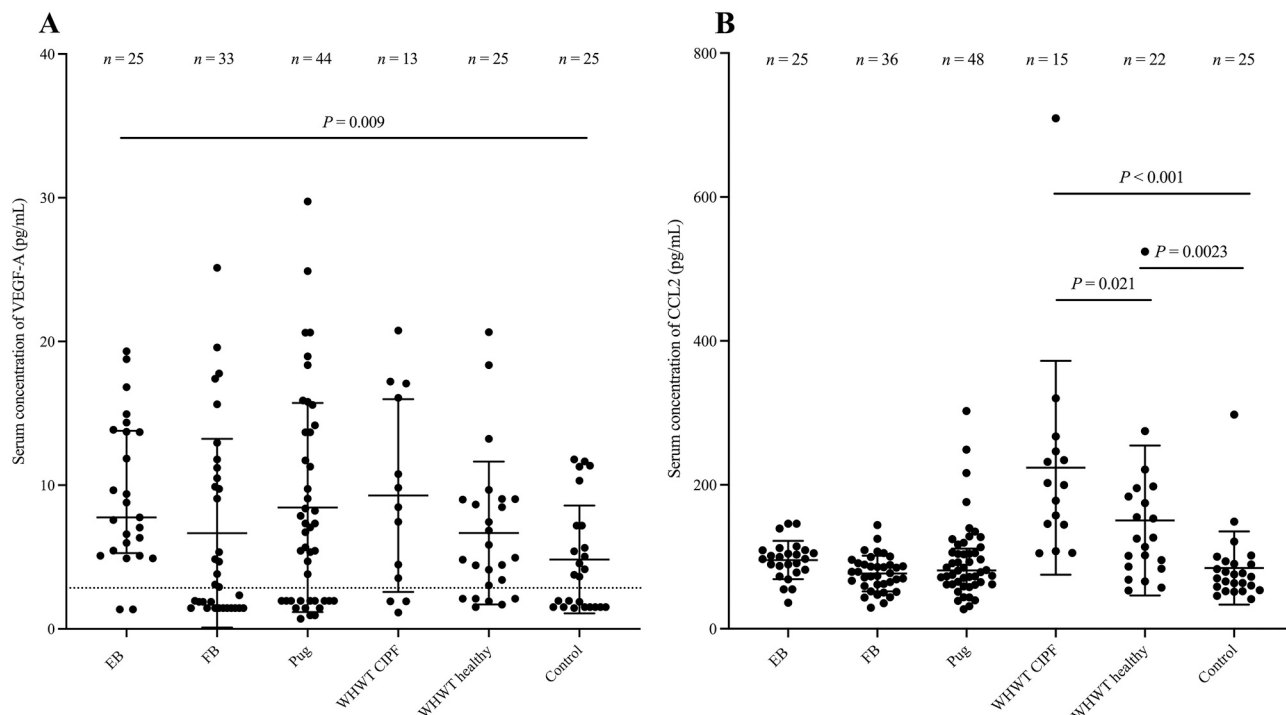 A
n = 25 n = 33 n = 44 n = 13 n = 25 n = 25
P = 0.009
Serum concentration of VEGF-A (pg/mL)
40
30
20
10
0
EB FB Pug WHWT CIPF WHWT healthy Control
B
n = 25 n = 36 n = 48 n = 15 n = 22 n = 25
P < 0.001
P = 0.0023
P = 0.021
Serum concentration of CCL2 (pg/mL)
800
600
400
200
0
EB FB Pug WHWT CIPF WHWT healthy Control